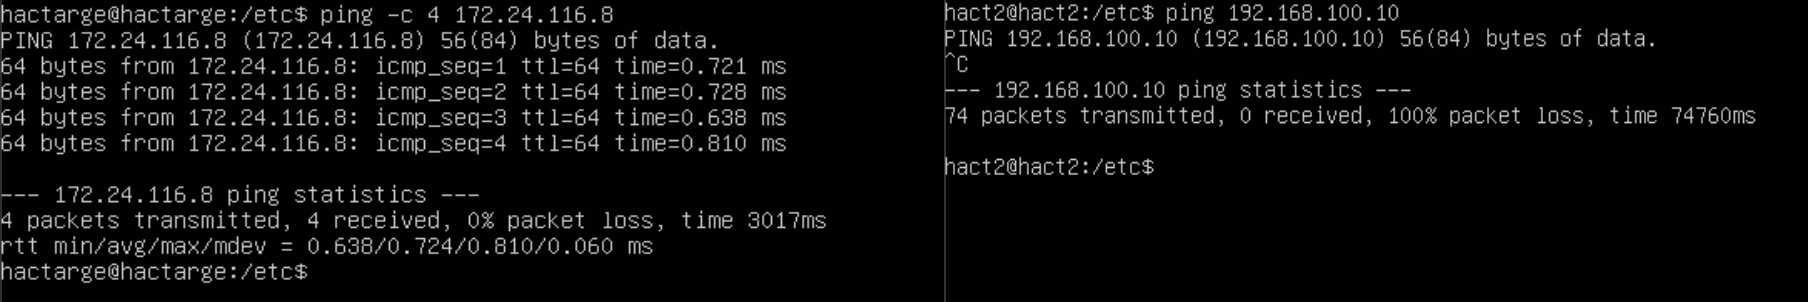 hactarge@hactarge:/etc$ ping -c 4 172.24.116.8
PING 172.24.116.8 (172.24.116.8) 56(84) bytes of data.
64 bytes from 172.24.116.8: icmp_seq=1 ttl=64 time=0.721 ms
64 bytes from 172.24.116.8: icmp_seq=2 ttl=64 time=0.728 ms
64 bytes from 172.24.116.8: icmp_seq=3 ttl=64 time=0.638 ms
64 bytes from 172.24.116.8: icmp_seq=4 ttl=64 time=0.810 ms
--- 172.24.116.8 ping statistics ---
4 packets transmitted, 4 received, 0% packet loss, time 3017ms
rtt min/avg/max/mdev = 0.638/0.724/0.810/0.060 ms
hactarge@hactarge:/etc$
hact2@hact2:/etc$ ping 192.168.100.10
PING 192.168.100.10 (192.168.100.10) 56(84) bytes of data.
^C
--- 192.168.100.10 ping statistics ---
74 packets transmitted, 0 received, 100% packet loss, time 74760ms
hact2@hact2:/etc$